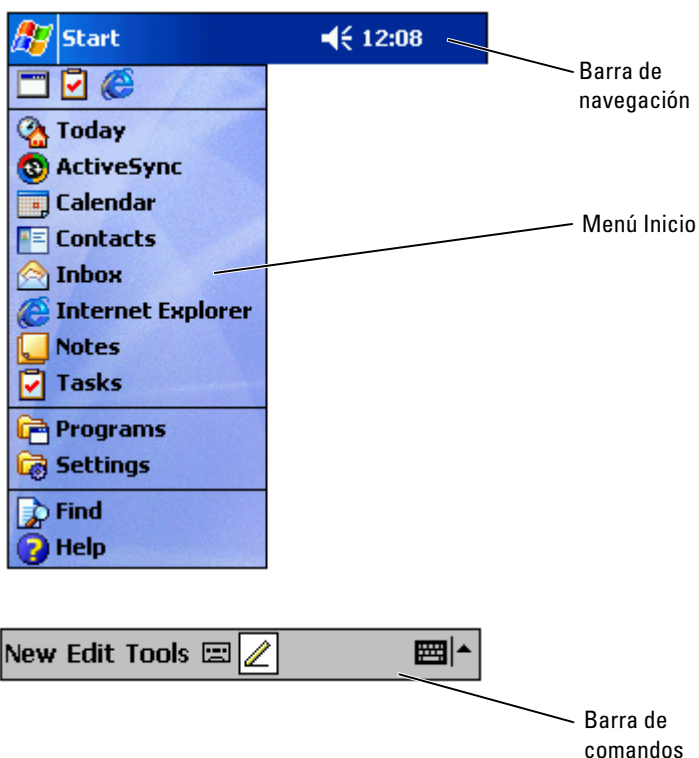 Start 12:08
Barra de
navegación
Today
ActiveSync
Calendar
Contacts
Menú Inicio
Inbox
Internet Explorer
Notes
Tasks
Programs
Settings
Find
Help
New Edit Tools
Barra de
comandos